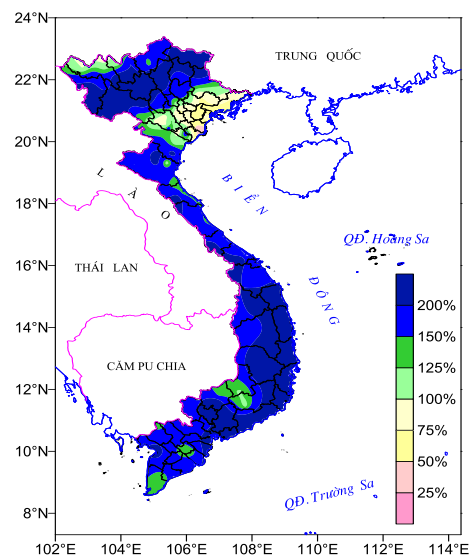 24°N
22°N
20°N
18°N
16°N
14°N
12°N
10°N
8°N
TRUNG QUỐC
LÀO
BIỂN
ĐÔNG
QĐ. Hoàng Sa
THÁI LAN
CĂM PU CHIA
QĐ. Trường Sa
200%
150%
125%
100%
75%
50%
25%
102°E 104°E 106°E 108°E 110°E 112°E 114°E